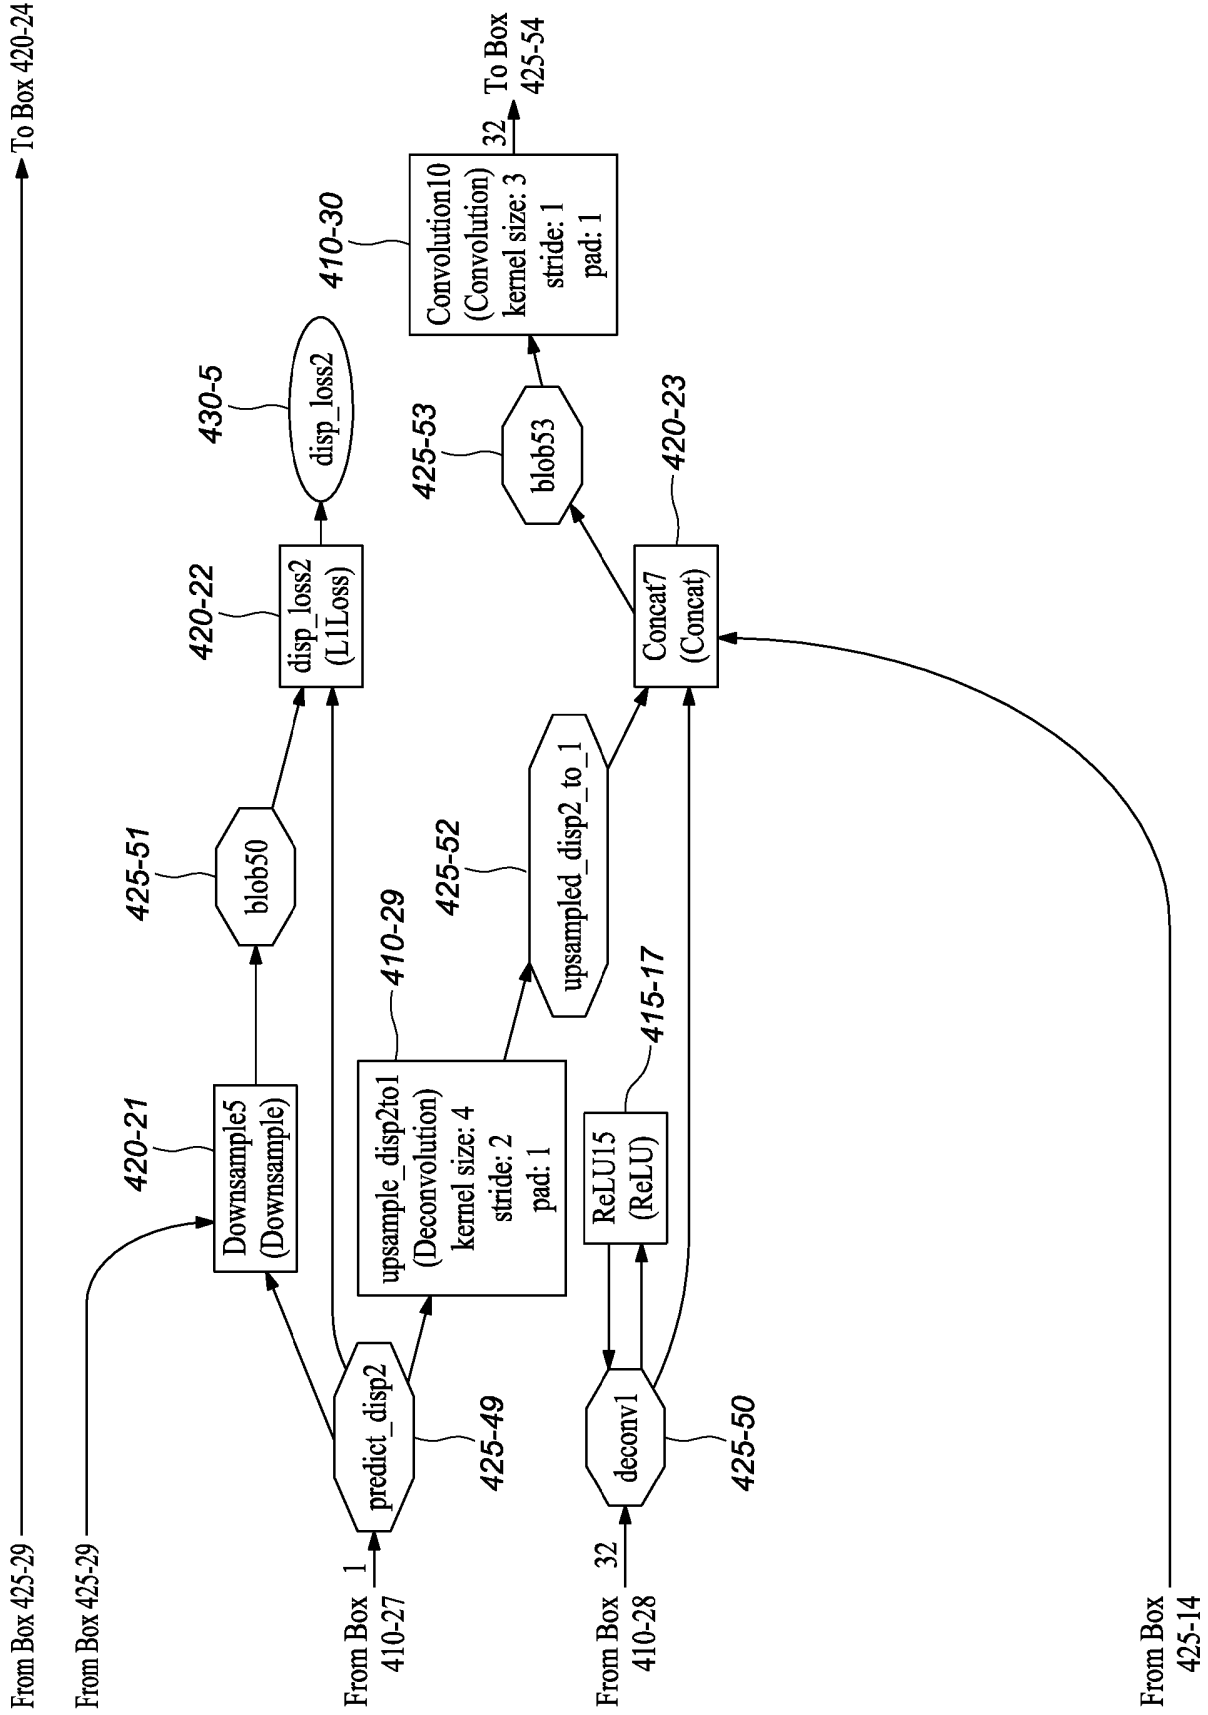 From Box 425-29
To Box 420-24
From Box 425-29
420-21
Downsample5
(Downsample)
425-51
blob50
420-22
disp_loss2
(L1Loss)
430-5
disp_loss2
From Box
410-27
1
predict_disp2
425-49
upsample_disp2to1
(Deconvolution)
kernel size: 4
stride: 2
pad: 1
410-29
425-52
upsampled_disp2_to_1
425-53
blob53
410-30
Convolution10
(Convolution)
kernel size: 3
stride: 1
pad: 1
32
To Box
425-54
From Box
410-28
32
deconv1
425-50
ReLU15
(ReLU)
415-17
Concat7
(Concat)
420-23
From Box
425-14